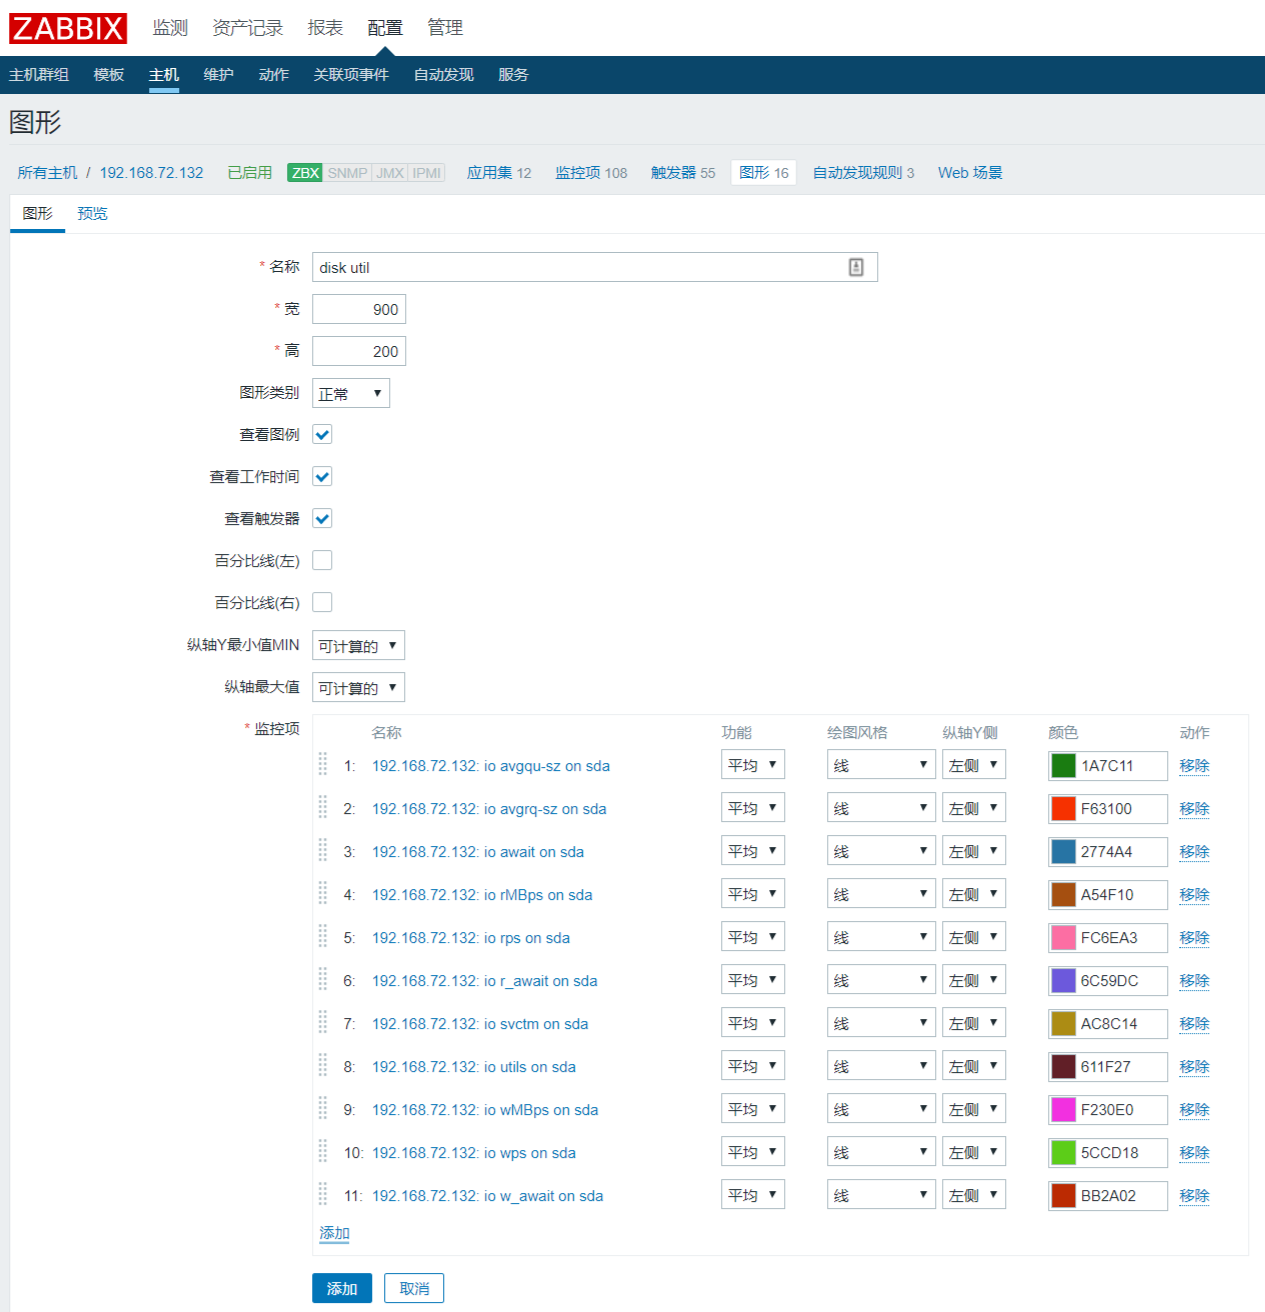 ZABBIX 监测 资产记录 报表 配置 管理
主机群组 模板 主机 维护 动作 关联项事件 自动发现 服务
图形
所有主机 / 192.168.72.132 已启用 ZBX SNMP JMX IPMI 应用集 12 监控项 108 触发器 55 图形 16 自动发现规则 3 Web 场景
图形 预览
* 名称 disk util
* 宽 900
* 高 200
图形类别 正常
查看图例
查看工作时间
查看触发器
百分比线(左)
百分比线(右)
纵轴Y最小值MIN 可计算的
纵轴最大值 可计算的
* 监控项 名称 功能 绘图风格 纵轴Y侧 颜色 动作
1: 192.168.72.132: io avgqu-sz on sda 平均 线 左侧 1A7C11 移除
2: 192.168.72.132: io avgrq-sz on sda 平均 线 左侧 F63100 移除
3: 192.168.72.132: io await on sda 平均 线 左侧 2774A4 移除
4: 192.168.72.132: io rMBps on sda 平均 线 左侧 A54F10 移除
5: 192.168.72.132: io rps on sda 平均 线 左侧 FC6EA3 移除
6: 192.168.72.132: io r_await on sda 平均 线 左侧 6C59DC 移除
7: 192.168.72.132: io svctm on sda 平均 线 左侧 AC8C14 移除
8: 192.168.72.132: io utils on sda 平均 线 左侧 611F27 移除
9: 192.168.72.132: io wMBps on sda 平均 线 左侧 F230E0 移除
10: 192.168.72.132: io wps on sda 平均 线 左侧 5CCD18 移除
11: 192.168.72.132: io w_await on sda 平均 线 左侧 BB2A02 移除
添加
添加 取消